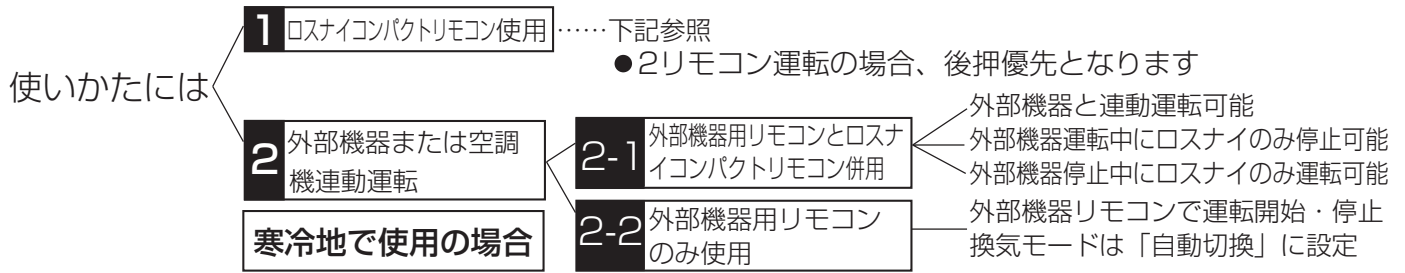 使いかたには
1 ロスナイコンパクトリモコン使用 ……下記参照
●2リモコン運転の場合、後押優先となります
2 外部機器または空調
機連動運転
2-1 外部機器用リモコンとロスナ
イコンパクトリモコン併用
外部機器と連動運転可能
外部機器運転中にロスナイのみ停止可能
外部機器停止中にロスナイのみ運転可能
2-2 外部機器用リモコン
のみ使用
外部機器リモコンで運転開始・停止
換気モードは「自動切換」に設定
寒冷地で使用の場合